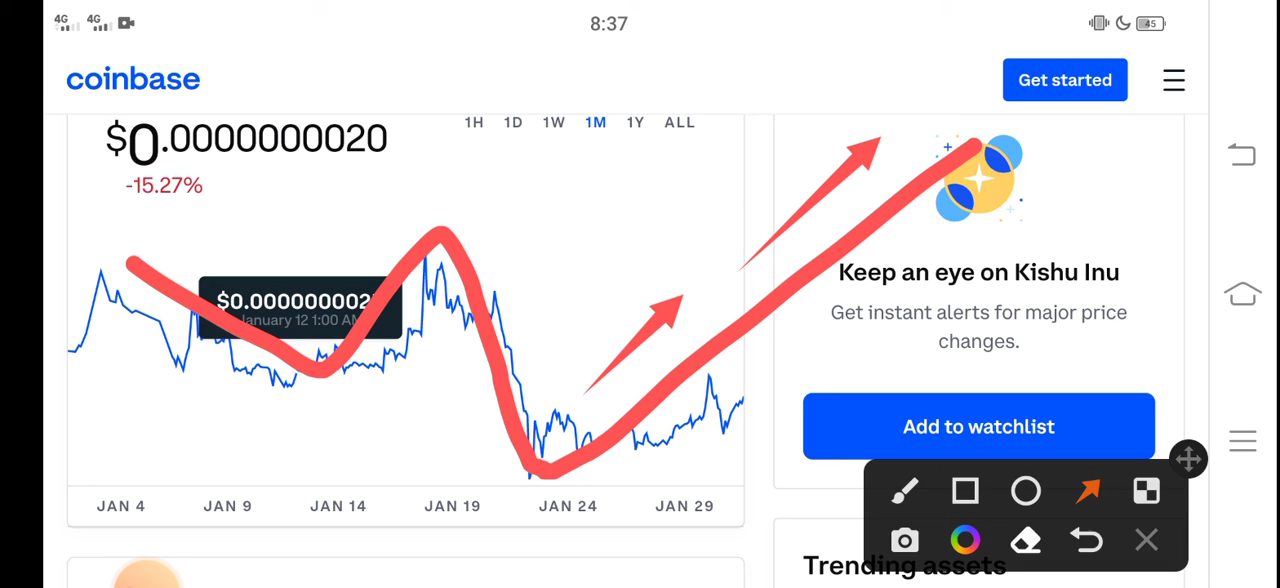 4G 4G 8:37 45
coinbase
Get started
$0.0000000020
1H 1D 1W 1M 1Y ALL
-15.27%
$0.000000002
January 12 1:00 AM
Keep an eye on Kishu Inu
Get instant alerts for major price
changes.
Add to watchlist
JAN 4 JAN 9 JAN 14 JAN 19 JAN 24 JAN 29
Trending assets